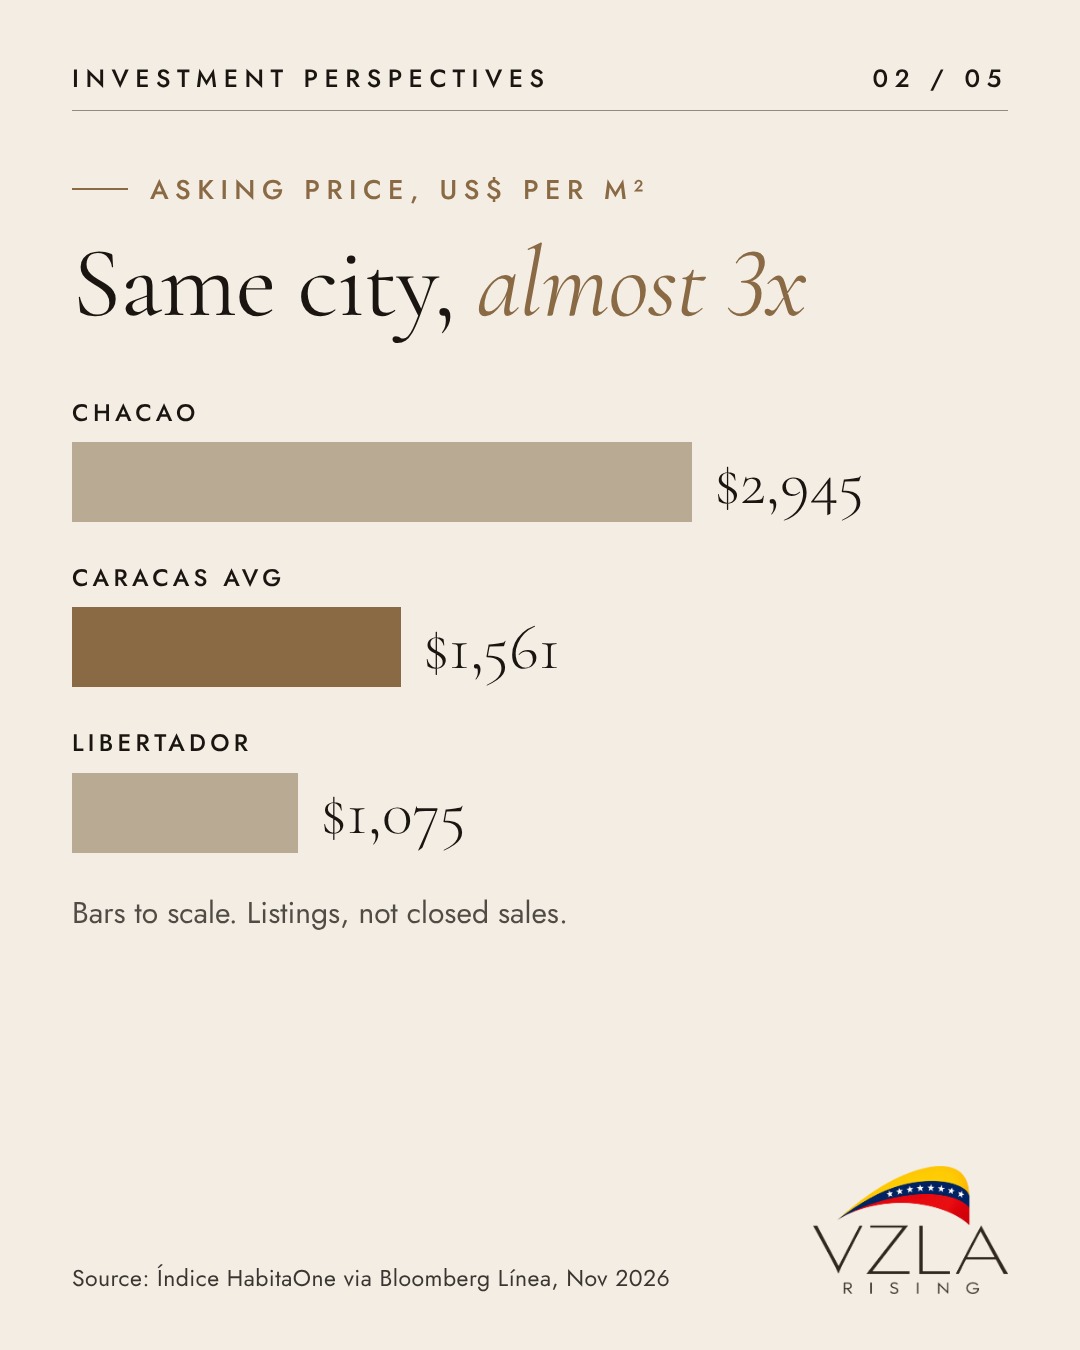 INVESTMENT PERSPECTIVES
02 / 05
ASKING PRICE, US$ PER M²
Same city, almost 3x
CHACAO
$2,945
CARACAS AVG
$1,561
LIBERTADOR
$1,075
Bars to scale. Listings, not closed sales.
Source: Índice HabitaOne via Bloomberg Línea, Nov 2026
VZLA
RISING